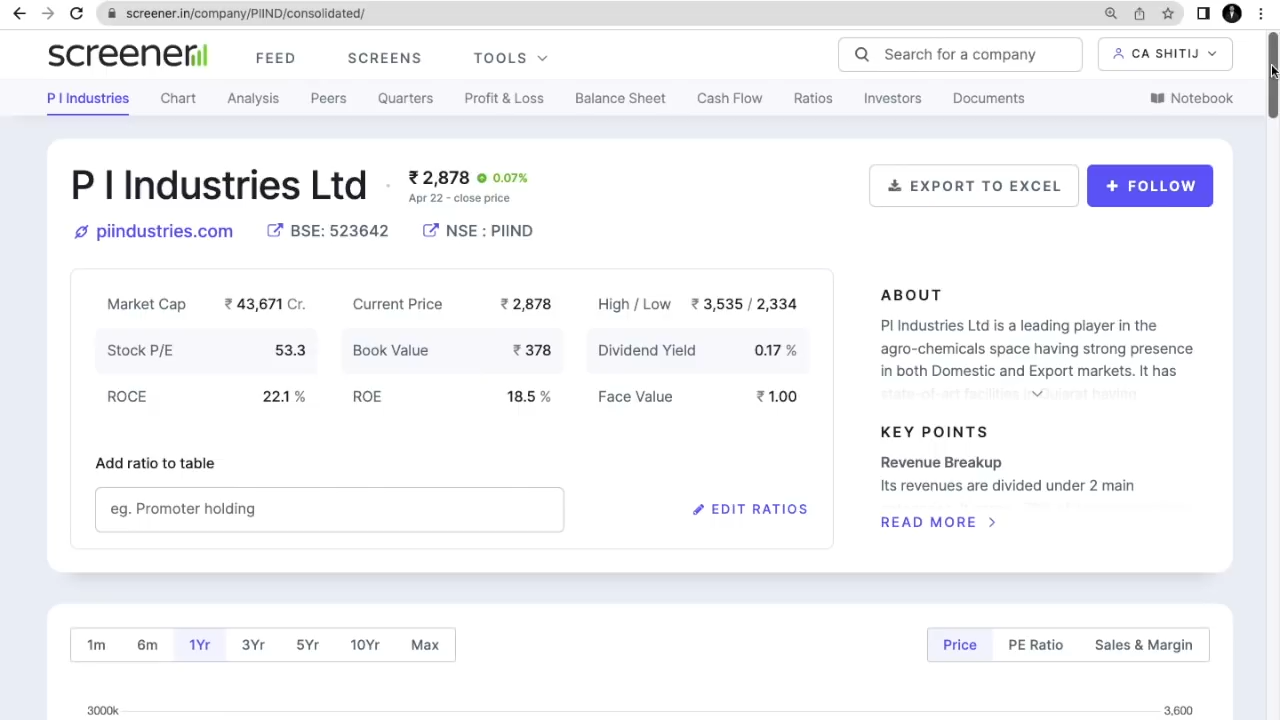 screener.in/company/PIIND/consolidated/
screener
FEED SCREENS TOOLS
Search for a company
CA SHITIJ
P I Industries Chart Analysis Peers Quarters Profit & Loss Balance Sheet Cash Flow Ratios Investors Documents Notebook
P I Industries Ltd
₹ 2,878 0.07%
Apr 22 - close price
EXPORT TO EXCEL
+ FOLLOW
piindustries.com BSE: 523642 NSE : PIIND
Market Cap ₹ 43,671 Cr. Current Price ₹ 2,878 High / Low ₹ 3,535 / 2,334
Stock P/E 53.3 Book Value ₹ 378 Dividend Yield 0.17 %
ROCE 22.1 % ROE 18.5 % Face Value ₹ 1.00
Add ratio to table
eg. Promoter holding
EDIT RATIOS
ABOUT
PI Industries Ltd is a leading player in the
agro-chemicals space having strong presence
in both Domestic and Export markets. It has
state-of-art facilities in Gujarat having
KEY POINTS
Revenue Breakup
Its revenues are divided under 2 main
READ MORE
1m 6m 1Yr 3Yr 5Yr 10Yr Max
Price PE Ratio Sales & Margin
3000k 3,600